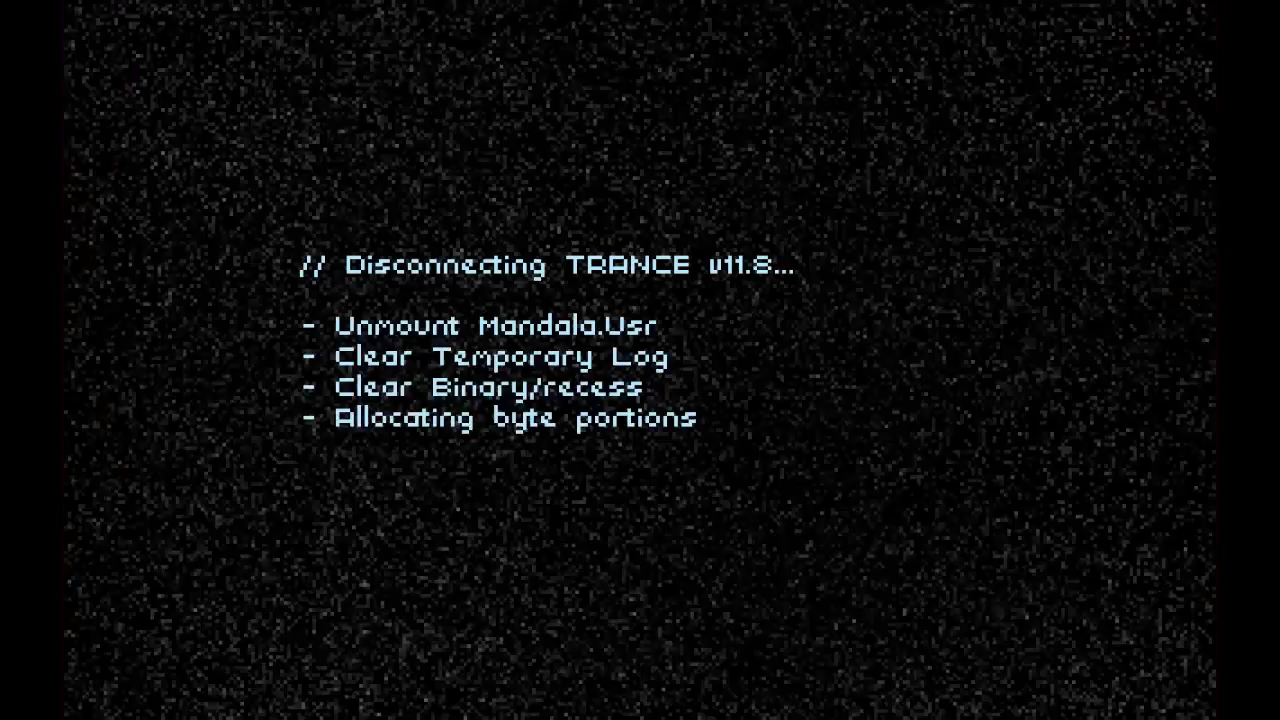 // Disconnecting TRANCE v11.8...
- Unmount Mandala.Usr
- Clear Temporary Log
- Clear Binary/recess
- Allocating byte portions